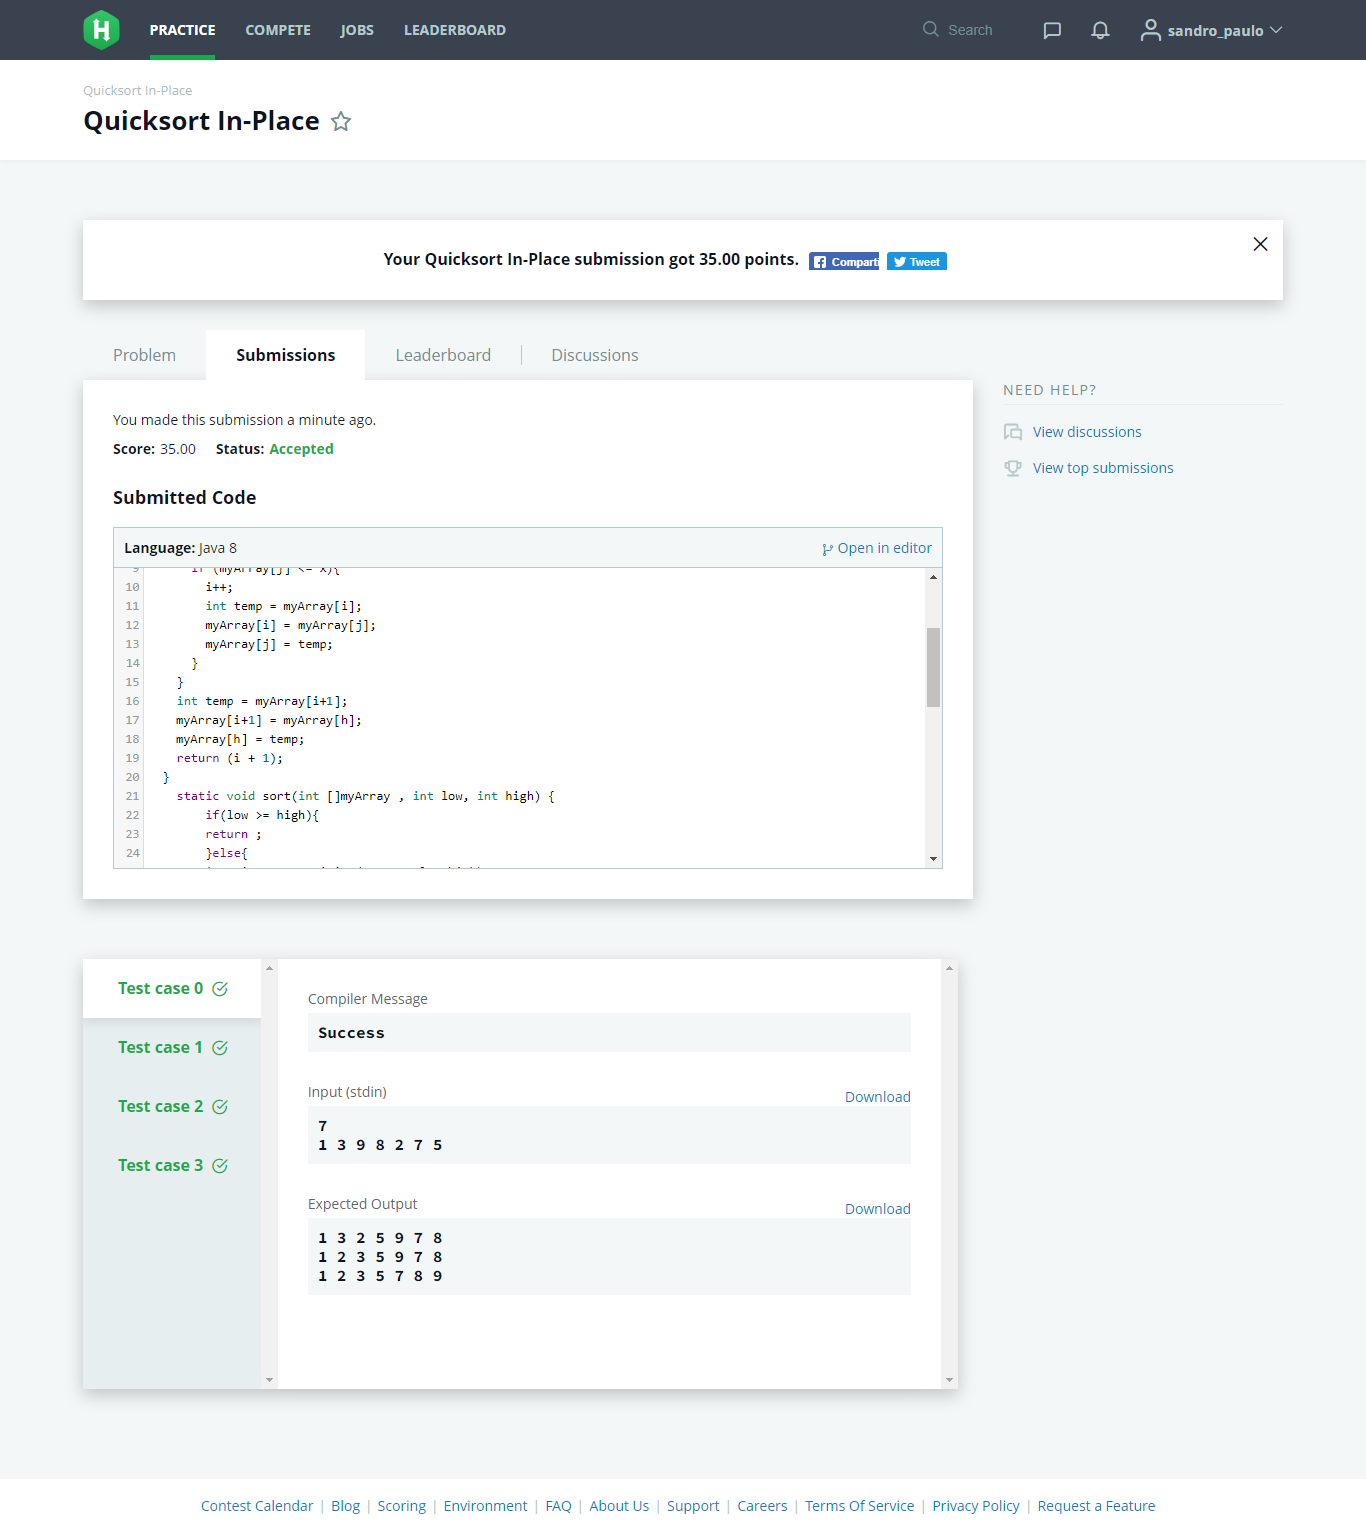 PRACTICE COMPETE JOBS LEADERBOARD Search sandro_paulo
Quicksort In-Place
Quicksort In-Place
Your Quicksort In-Place submission got 35.00 points. Comparti Tweet
Problem Submissions Leaderboard Discussions
NEED HELP?
View discussions
View top submissions
You made this submission a minute ago.
Score: 35.00 Status: Accepted
Submitted Code
Language: Java 8 Open in editor
9 if (myArray[j] <= x){
10 i++;
11 int temp = myArray[i];
12 myArray[i] = myArray[j];
13 myArray[j] = temp;
14 }
15 }
16 int temp = myArray[i+1];
17 myArray[i+1] = myArray[h];
18 myArray[h] = temp;
19 return (i + 1);
20 }
21 static void sort(int []myArray , int low, int high) {
22 if(low >= high){
23 return ;
24 }else{
Test case 0
Test case 1
Test case 2
Test case 3
Compiler Message
Success
Input (stdin) Download
7
1 3 9 8 2 7 5
Expected Output Download
1 3 2 5 9 7 8
1 2 3 5 9 7 8
1 2 3 5 7 8 9
Contest Calendar | Blog | Scoring | Environment | FAQ | About Us | Support | Careers | Terms Of Service | Privacy Policy | Request a Feature